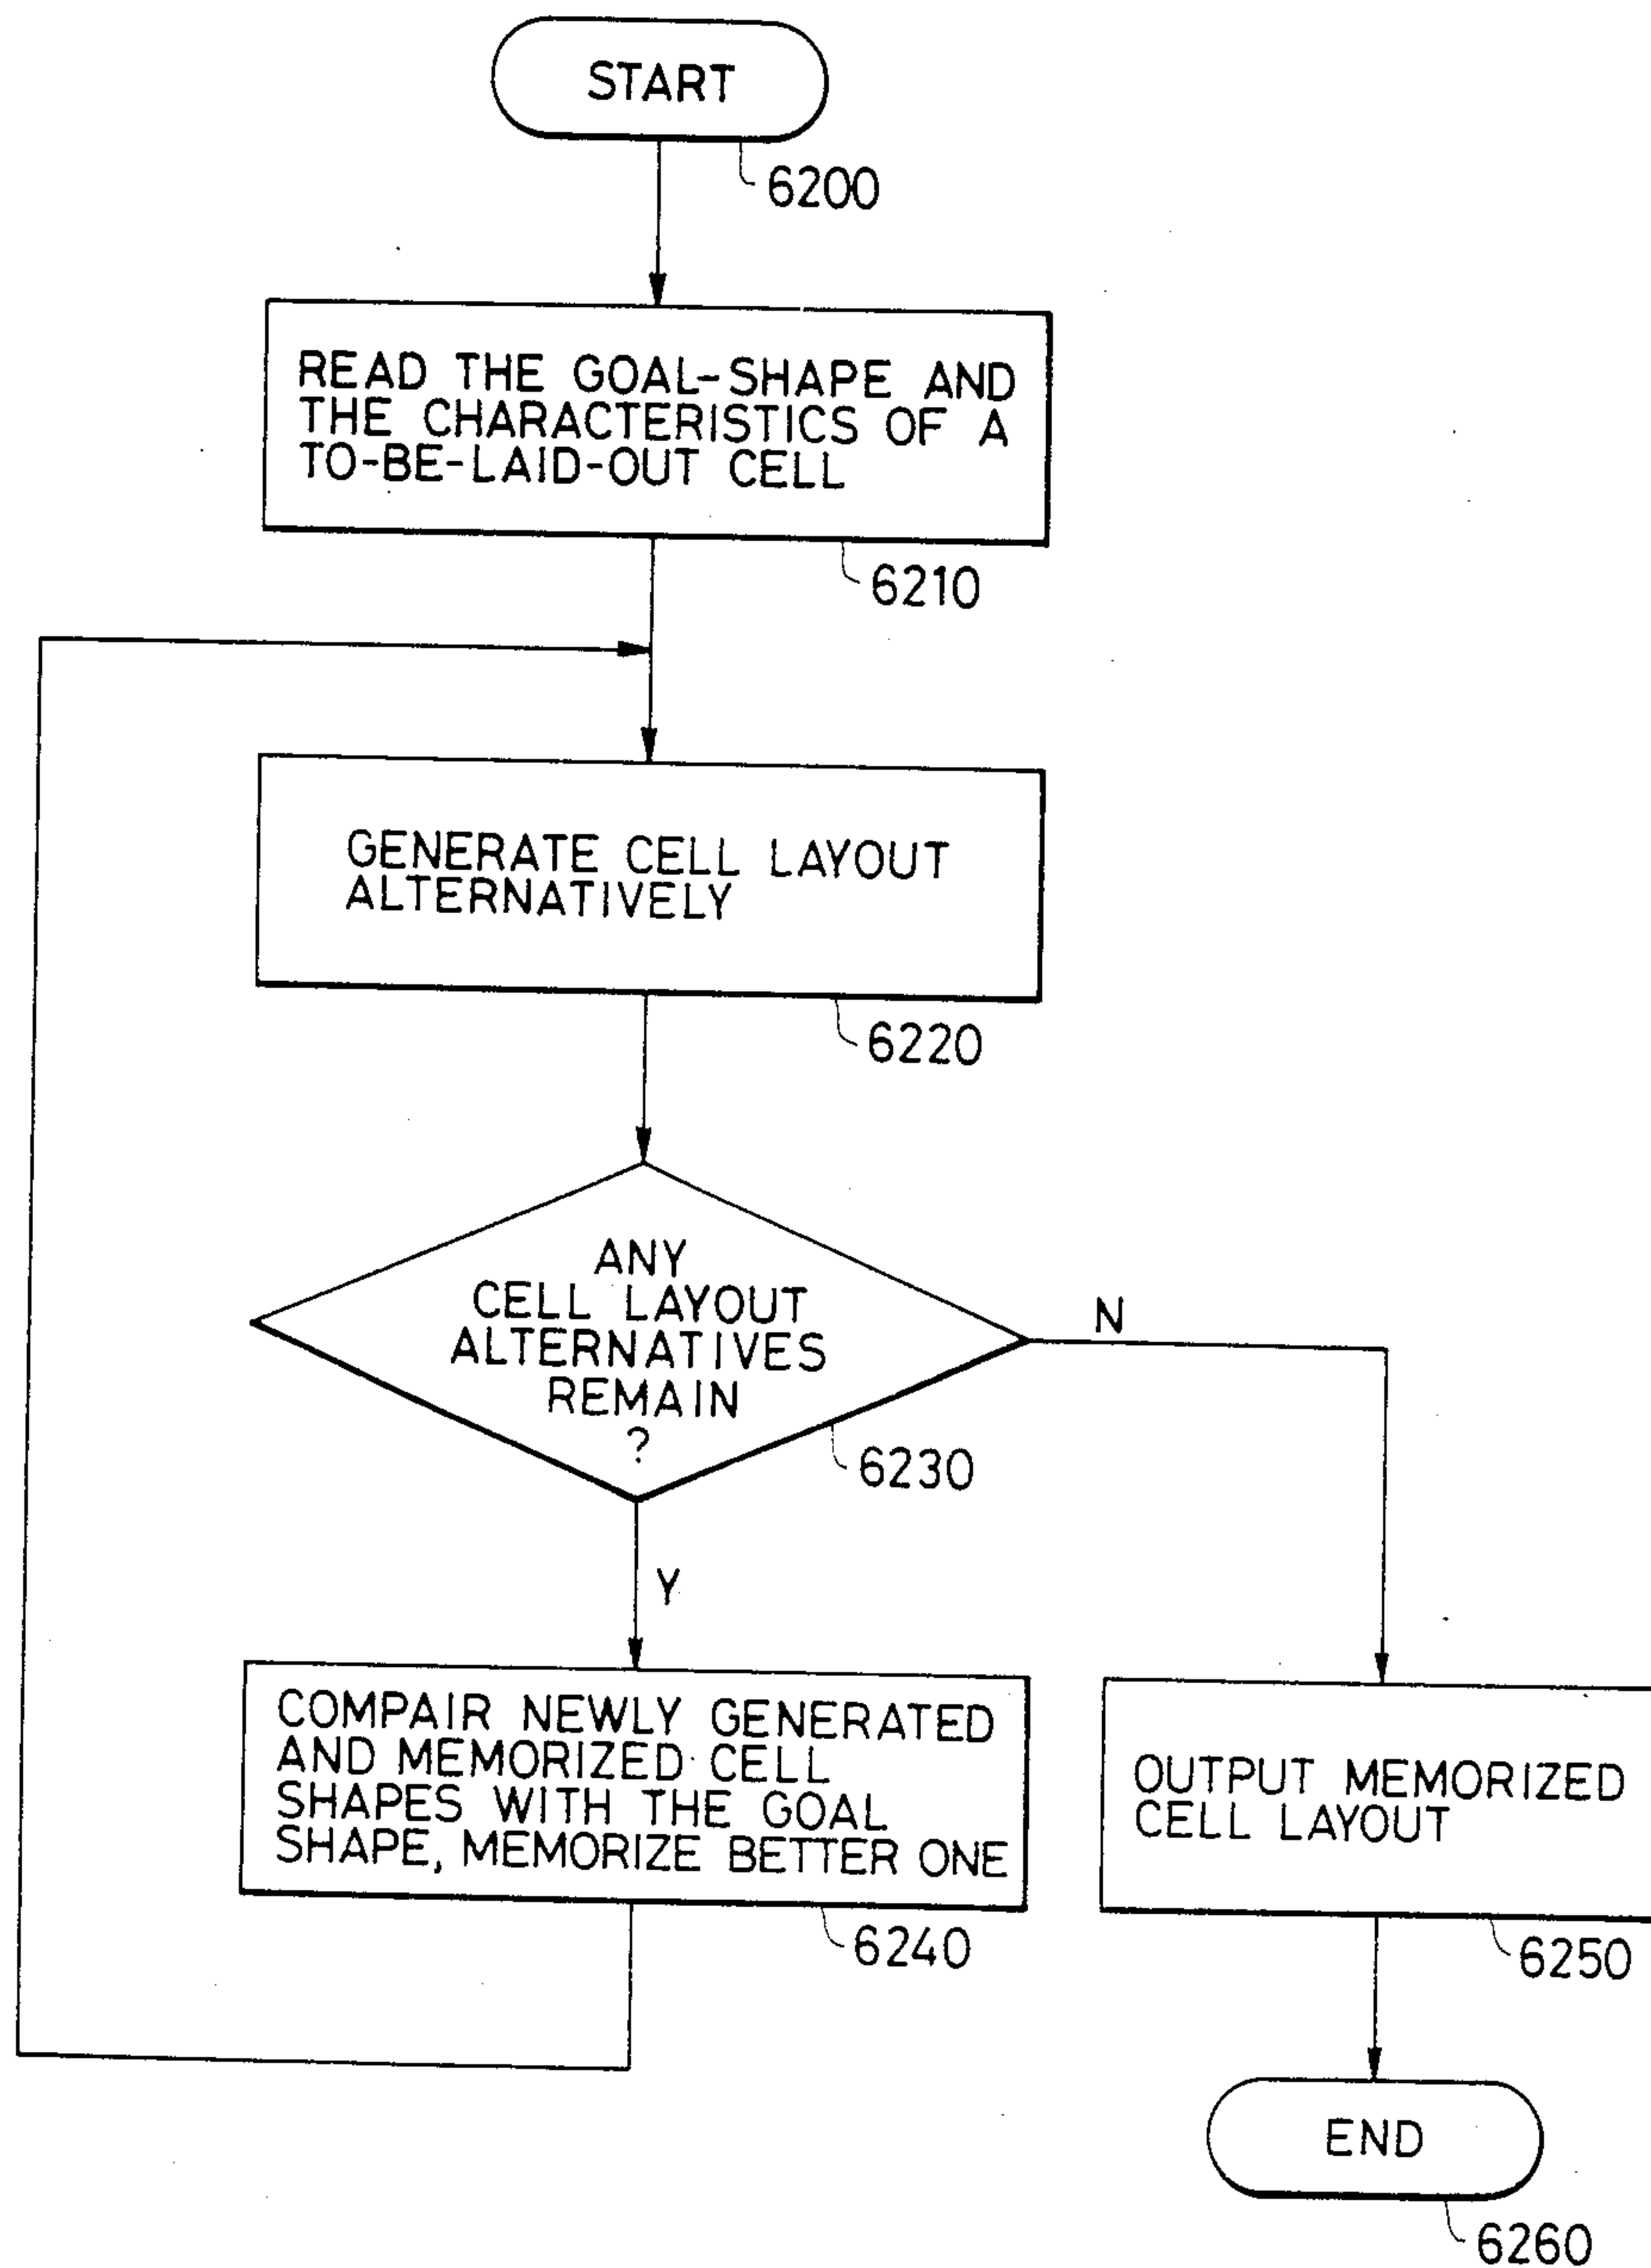 START
6200
READ THE GOAL-SHAPE AND
THE CHARACTERISTICS OF A
TO-BE-LAID-OUT CELL
6210
GENERATE CELL LAYOUT
ALTERNATIVELY
6220
ANY
CELL LAYOUT
ALTERNATIVES
REMAIN
?
N
6230
Y
COMPAIR NEWLY GENERATED
AND MEMORIZED CELL
SHAPES WITH THE GOAL
SHAPE, MEMORIZE BETTER ONE
6240
OUTPUT MEMORIZED
CELL LAYOUT
6250
END
6260